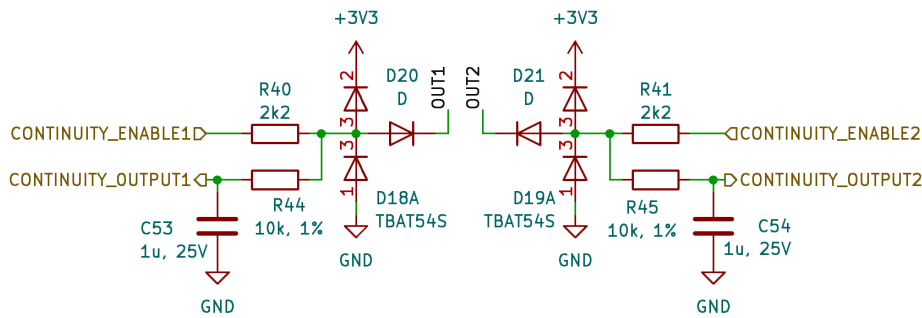 +3V3
+3V3
R40
2k2
2
D20
D
OUT1
OUT2
D21
D
2
R41
2k2
CONTINUITY_ENABLE1
3
3
CONTINUITY_ENABLE2
3
3
CONTINUITY_OUTPUT1
CONTINUITY_OUTPUT2
R44
10k, 1%
1
D18A
TBAT54S
1
D19A
TBAT54S
R45
10k, 1%
C53
1u, 25V
C54
1u, 25V
GND
GND
GND
GND